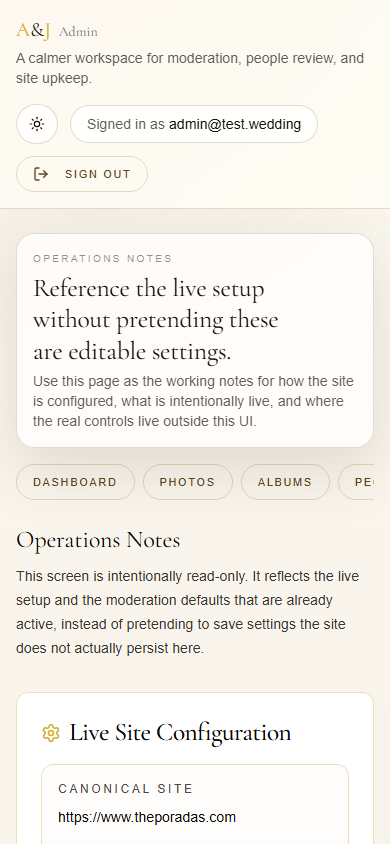 A&J Admin
A calmer workspace for moderation, people review, and
site upkeep.
Signed in as admin@test.wedding
SIGN OUT
OPERATIONS NOTES
Reference the live setup
without pretending these
are editable settings.
Use this page as the working notes for how the site
is configured, what is intentionally live, and where
the real controls live outside this UI.
DASHBOARD PHOTOS ALBUMS
Operations Notes
This screen is intentionally read-only. It reflects the live
setup and the moderation defaults that are already
active, instead of pretending to save settings the site
does not actually persist here.
Live Site Configuration
CANONICAL SITE
https://www.theporadas.com